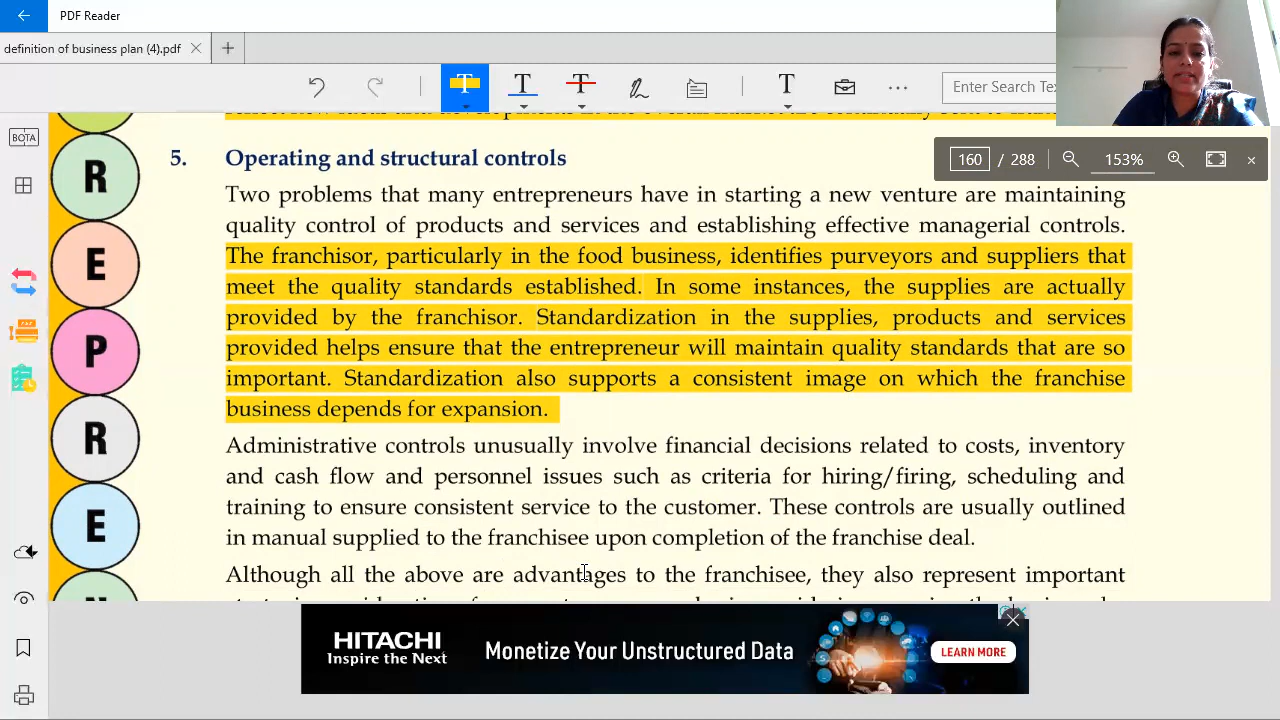 PDF Reader
definition of business plan (4).pdf
Enter Search Te
BOTA
160 / 288
153%
R
E
P
R
E
5. Operating and structural controls
Two problems that many entrepreneurs have in starting a new venture are maintaining
quality control of products and services and establishing effective managerial controls.
The franchisor, particularly in the food business, identifies purveyors and suppliers that
meet the quality standards established. In some instances, the supplies are actually
provided by the franchisor. Standardization in the supplies, products and services
provided helps ensure that the entrepreneur will maintain quality standards that are so
important. Standardization also supports a consistent image on which the franchise
business depends for expansion.
Administrative controls unusually involve financial decisions related to costs, inventory
and cash flow and personnel issues such as criteria for hiring/firing, scheduling and
training to ensure consistent service to the customer. These controls are usually outlined
in manual supplied to the franchisee upon completion of the franchise deal.
Although all the above are advantages to the franchisee, they also represent important
HITACHI
Inspire the Next
Monetize Your Unstructured Data
LEARN MORE